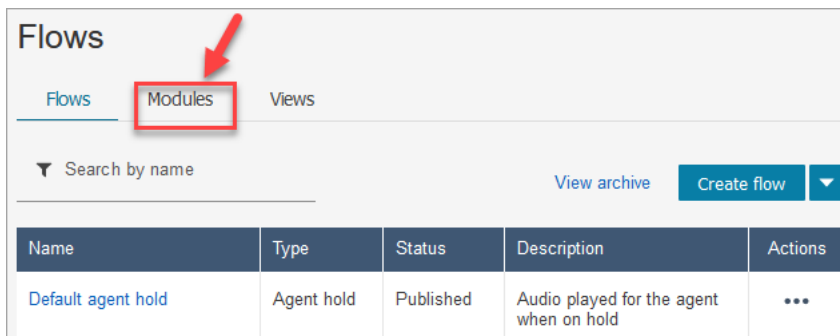 Flows
Flows Modules Views
Search by name
View archive Create flow
Name Type Status Description Actions
Default agent hold Agent hold Published Audio played for the agent
when on hold